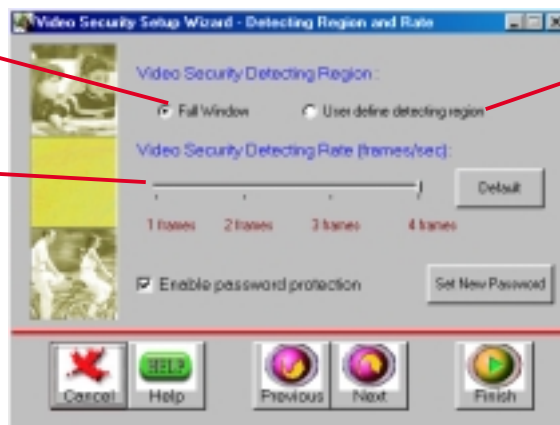 Video Security Setup Wizard - Detecting Region and Rate
Video Security Detecting Region :
Full Window User define detecting region
Video Security Detecting Rate (frames/sec):
Default
1 frames 2 frames 3 frames 4 frames
Enable password protection Set New Password
HELP
Cancel Help Previous Next Finish